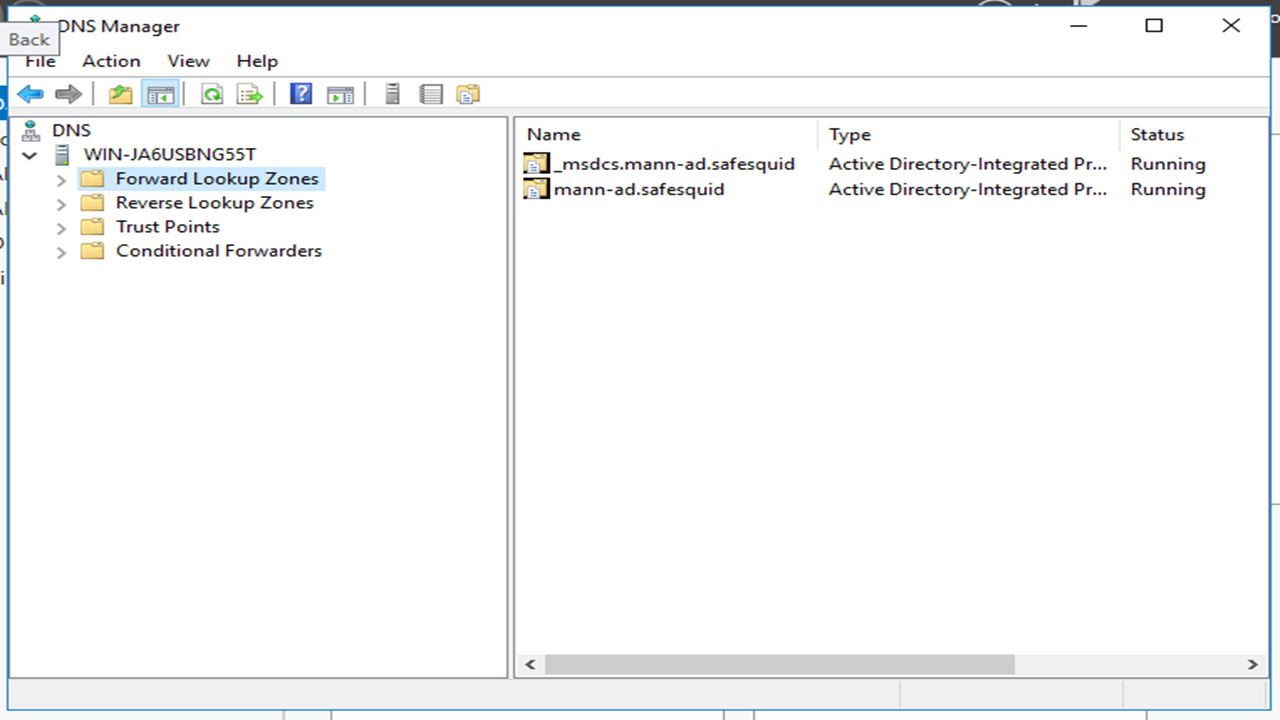 DNS Manager
Back
File Action View Help
DNS
WIN-JA6USBNG55T
Forward Lookup Zones
Reverse Lookup Zones
Trust Points
Conditional Forwarders
Name Type Status
_msdcs.mann-ad.safesquid Active Directory-Integrated Pr... Running
mann-ad.safesquid Active Directory-Integrated Pr... Running